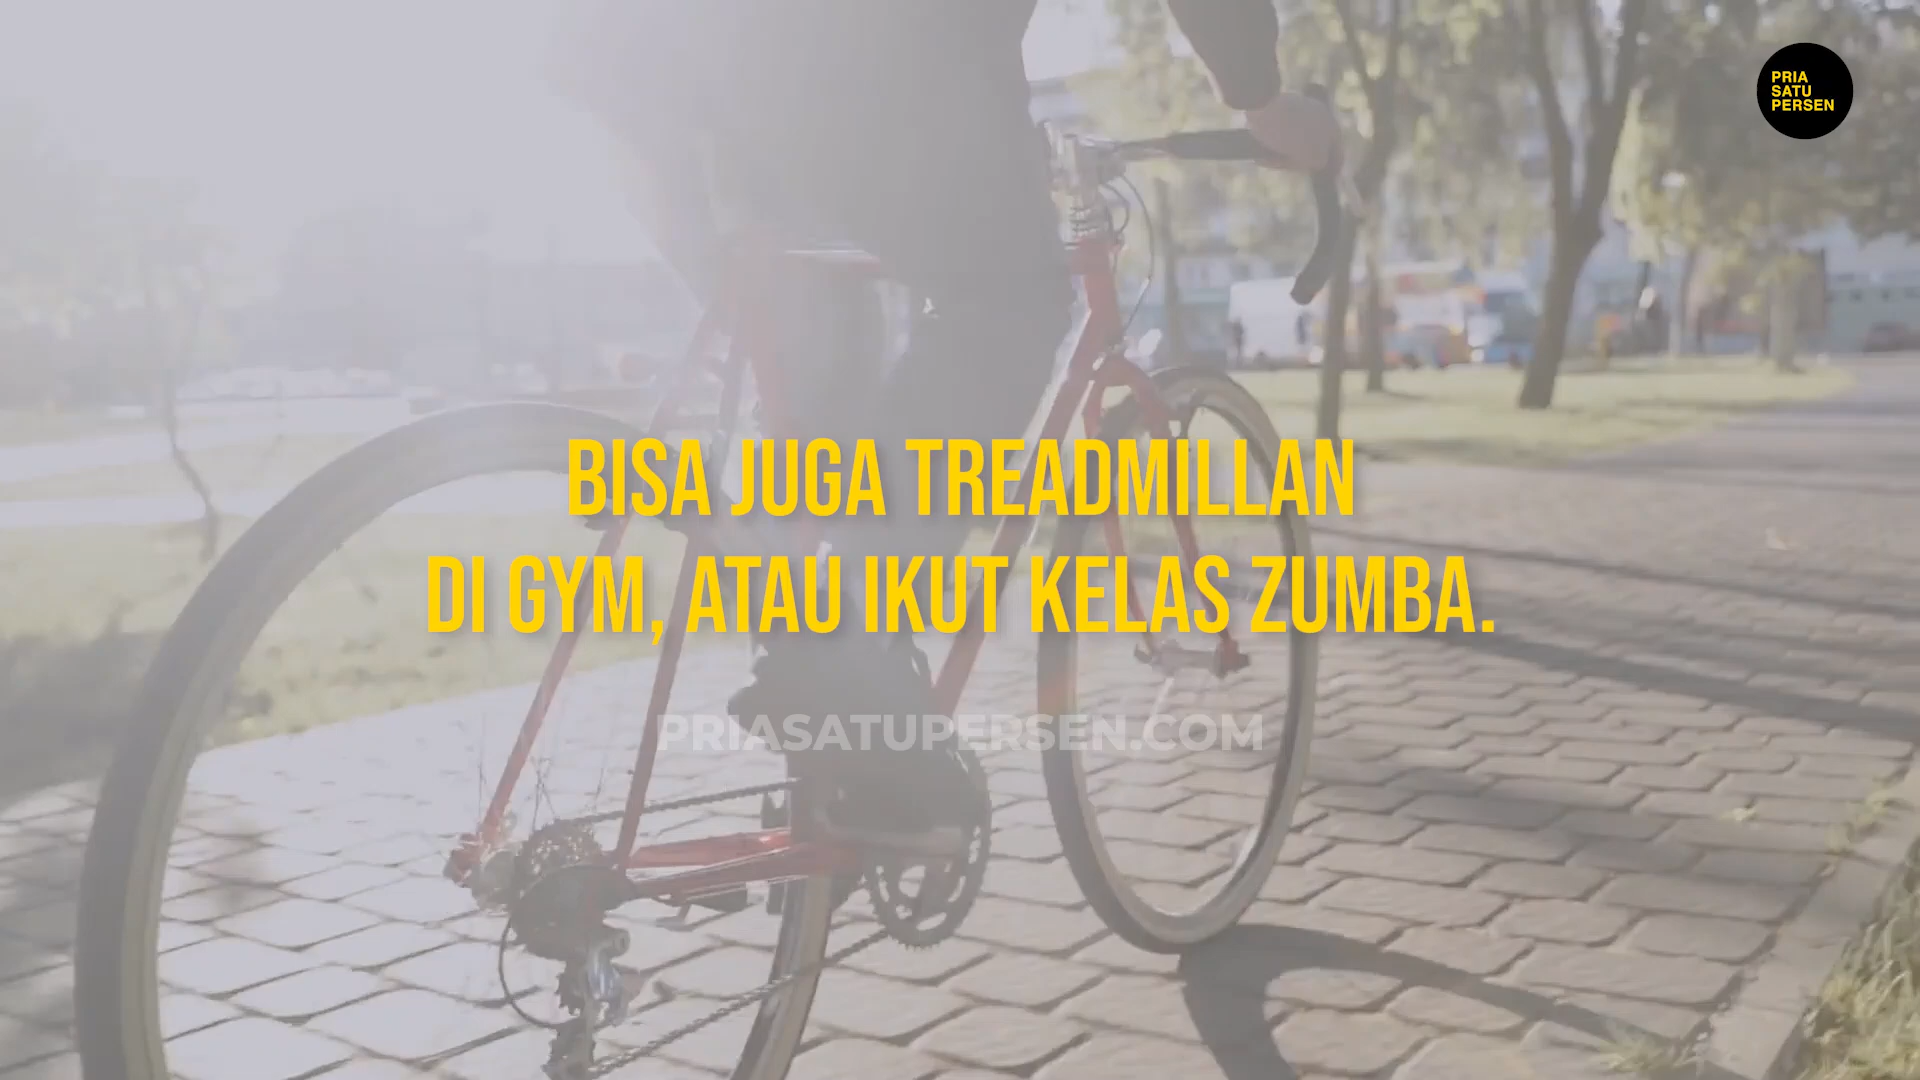 PRIA
SATU
PERSEN
BISA JUGA TREADMILLAN
DI GYM, ATAU IKUT KELAS ZUMBA.
PRIASATUPERSEN.COM